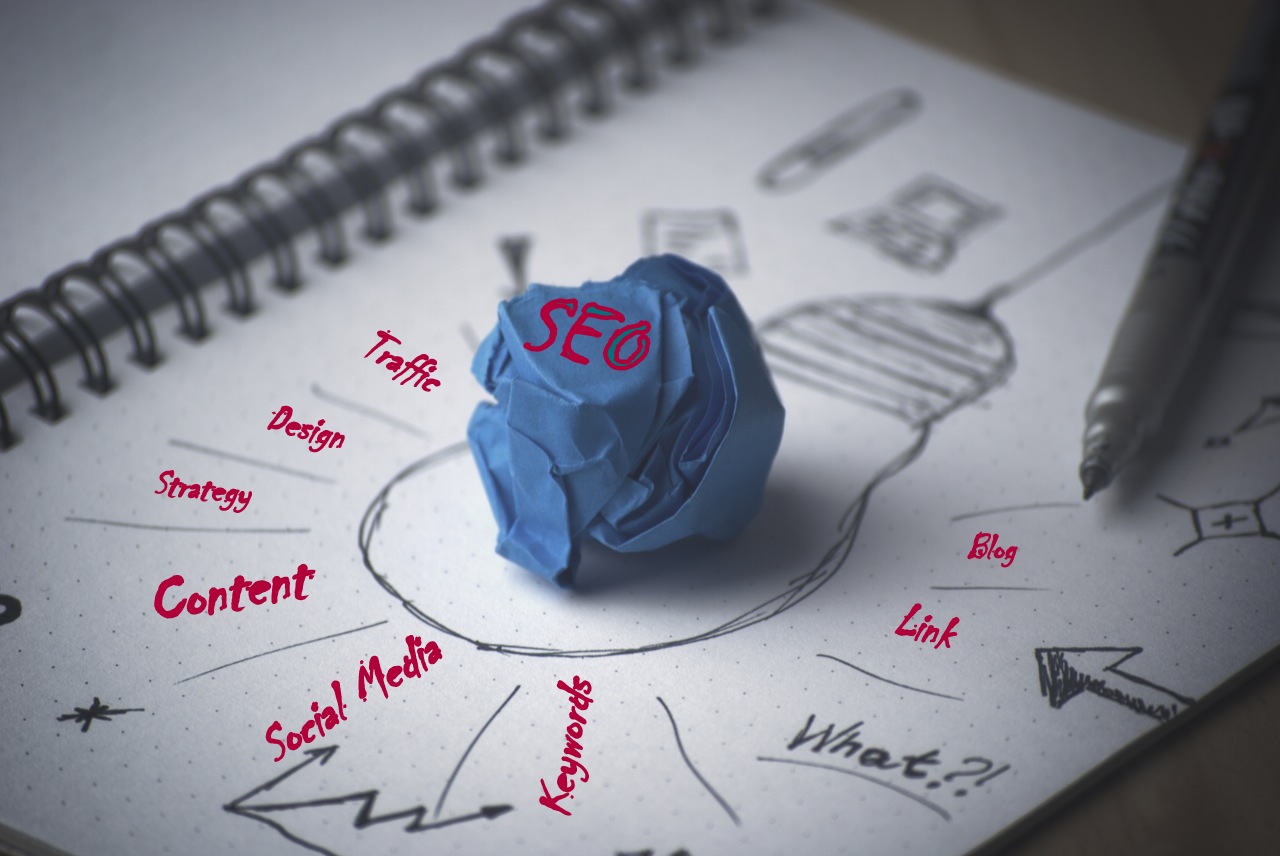 SEO
Traffic
Design
Strategy
Content
Social Media
Keywords
Blog
Link
What?!